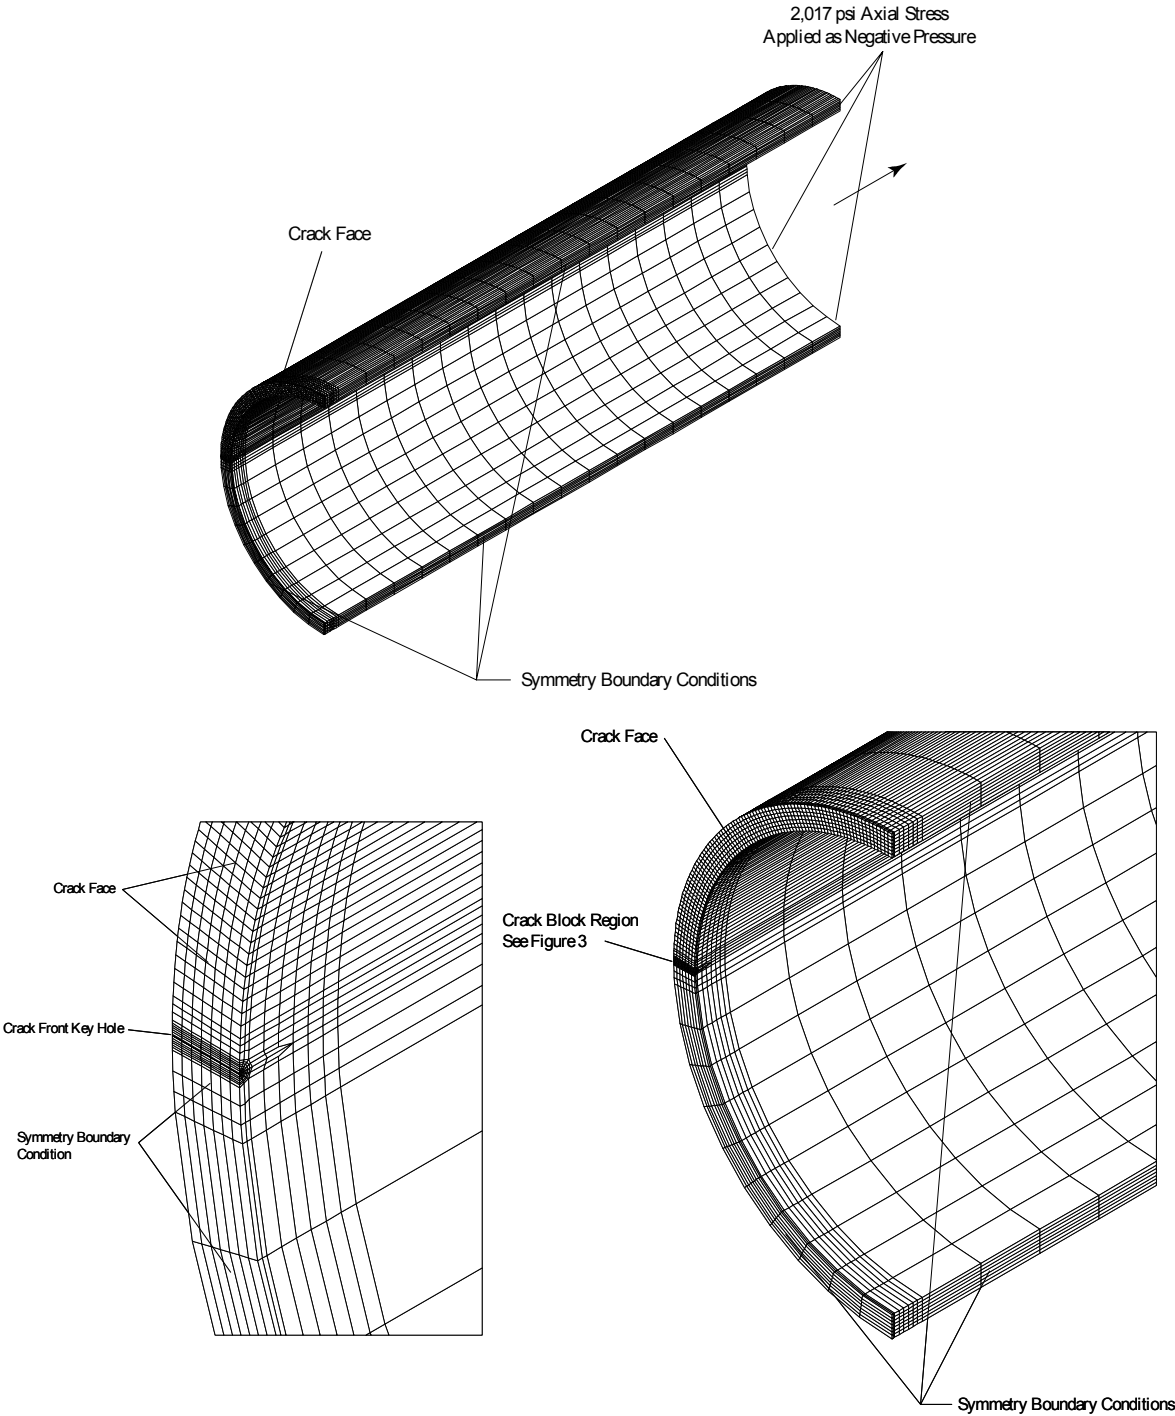 2,017 psi Axial Stress
Applied as Negative Pressure
Crack Face
Symmetry Boundary Conditions
Crack Face
Crack Face
Crack Block Region
See Figure 3
Crack Front Key Hole
Symmetry Boundary
Condition
Symmetry Boundary Conditions